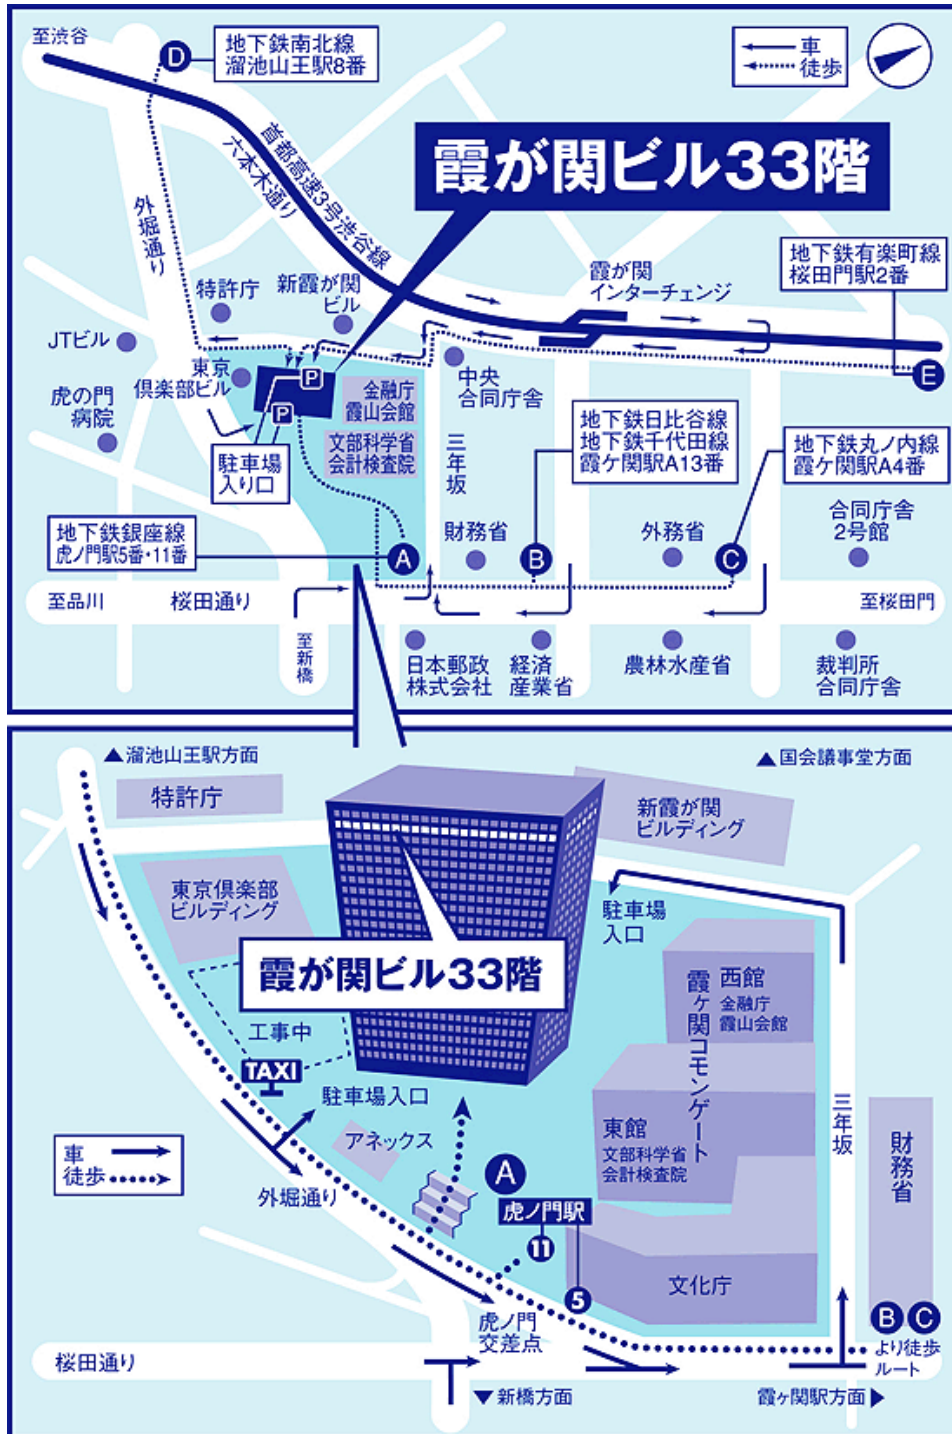 至渋谷
D
地下鉄南北線
溜池山王駅8番
車
徒歩
首都高速3号渋谷線
六本木通り
霞が関ビル33階
外堀通り
地下鉄有楽町線
桜田門駅2番
霞が関
インターチェンジ
特許庁
新霞が関
ビル
JTビル
東京
倶楽部ビル
P
P
中央
合同庁舎
E
虎の門
病院
金融庁
霞山会館
文部科学省
会計検査院
三年坂
地下鉄日比谷線
地下鉄千代田線
霞ケ関駅A13番
地下鉄丸ノ内線
霞ケ関駅A4番
駐車場
入り口
地下鉄銀座線
虎ノ門駅5番・11番
A
財務省
B
外務省
C
合同庁舎
2号館
至品川
桜田通り
至桜田門
至新橋
日本郵政
株式会社
経済
産業省
農林水産省
裁判所
合同庁舎
▲溜池山王駅方面
▲国会議事堂方面
特許庁
新霞が関
ビルディング
東京倶楽部
ビルディング
駐車場
入口
霞が関ビル33階
西館
金融庁
霞山会館
霞ヶ関コモンゲート
工事中
TAXI
駐車場入口
アネックス
東館
文部科学省
会計検査院
三年坂
財務省
車
徒歩
外堀通り
A
虎ノ門駅
11
5
文化庁
虎ノ門
交差点
B C
より徒歩
ルート
桜田通り
▼新橋方面
霞ヶ関駅方面▶